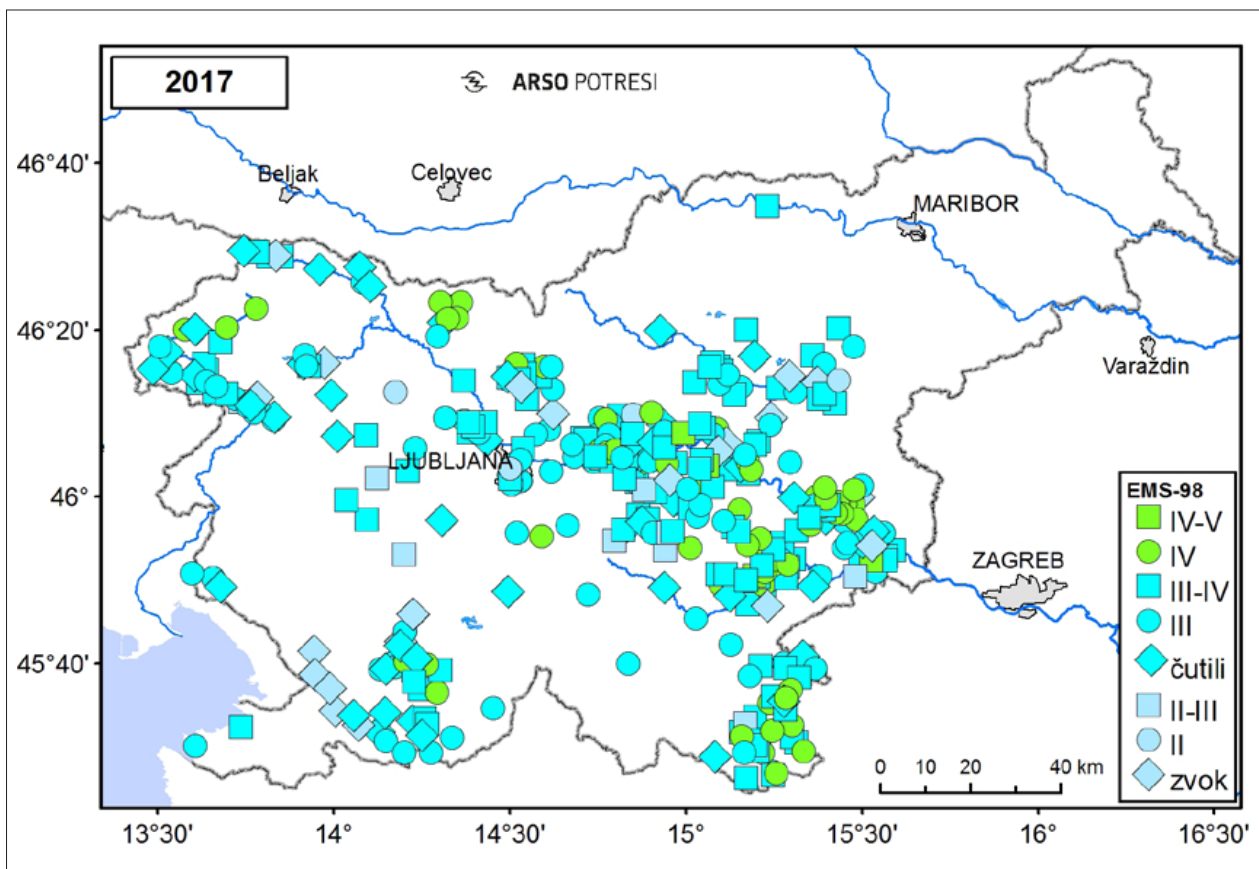 2017
ARSO POTRESI
46°40'
46°20'
46°
45°40'
Beljak
Celovec
MARIBOR
Varaždin
LJUBLJANA
ZAGREB
EMS-98
IV-V
IV
III-IV
III
čutili
II-III
II
zvok
0 10 20 40 km
13°30' 14° 14°30' 15° 15°30' 16° 16°30'